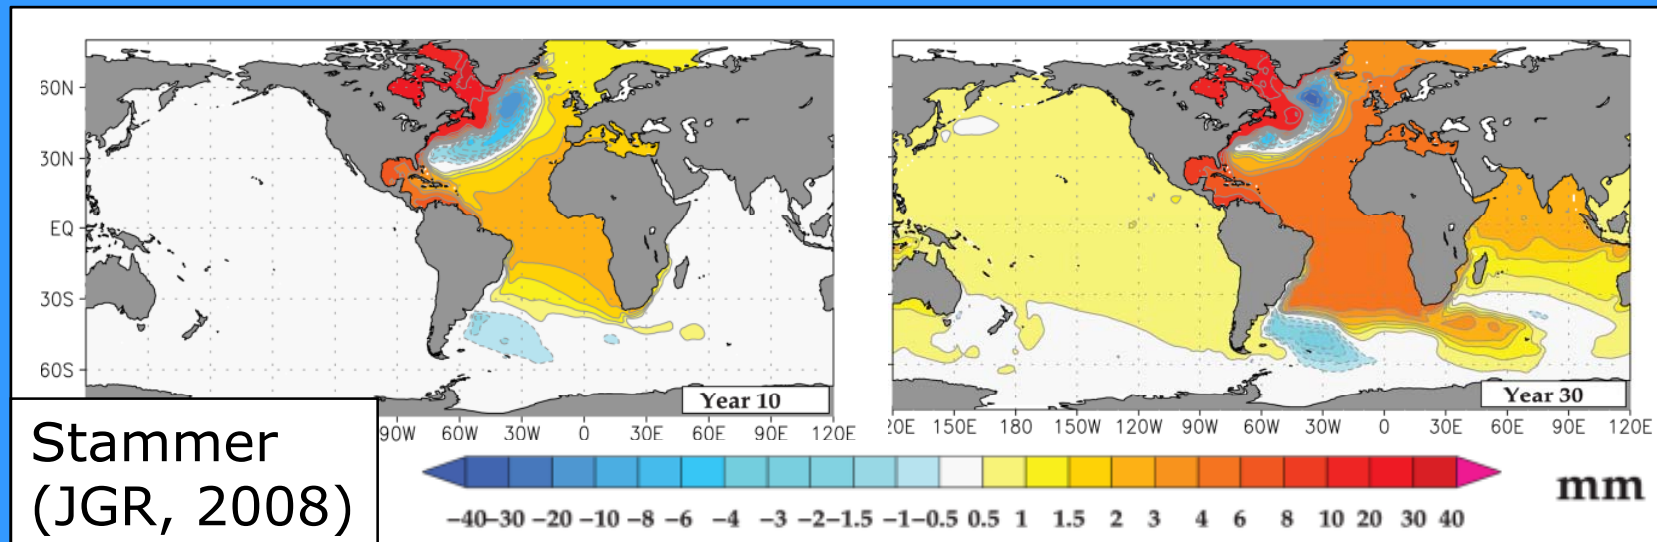 60N
30N
EQ
30S
60S
Year 10
Year 30
90W 60W 30W 0 30E 60E 90E 120E
20E 150E 180 150W 120W 90W 60W 30W 0 30E 60E 90E 120E
Stammer
(JGR, 2008)
-40-30 -20 -10 -8 -6 -4 -3 -2-1.5 -1-0.5 0.5 1 1.5 2 3 4 6 8 10 20 30 40
mm